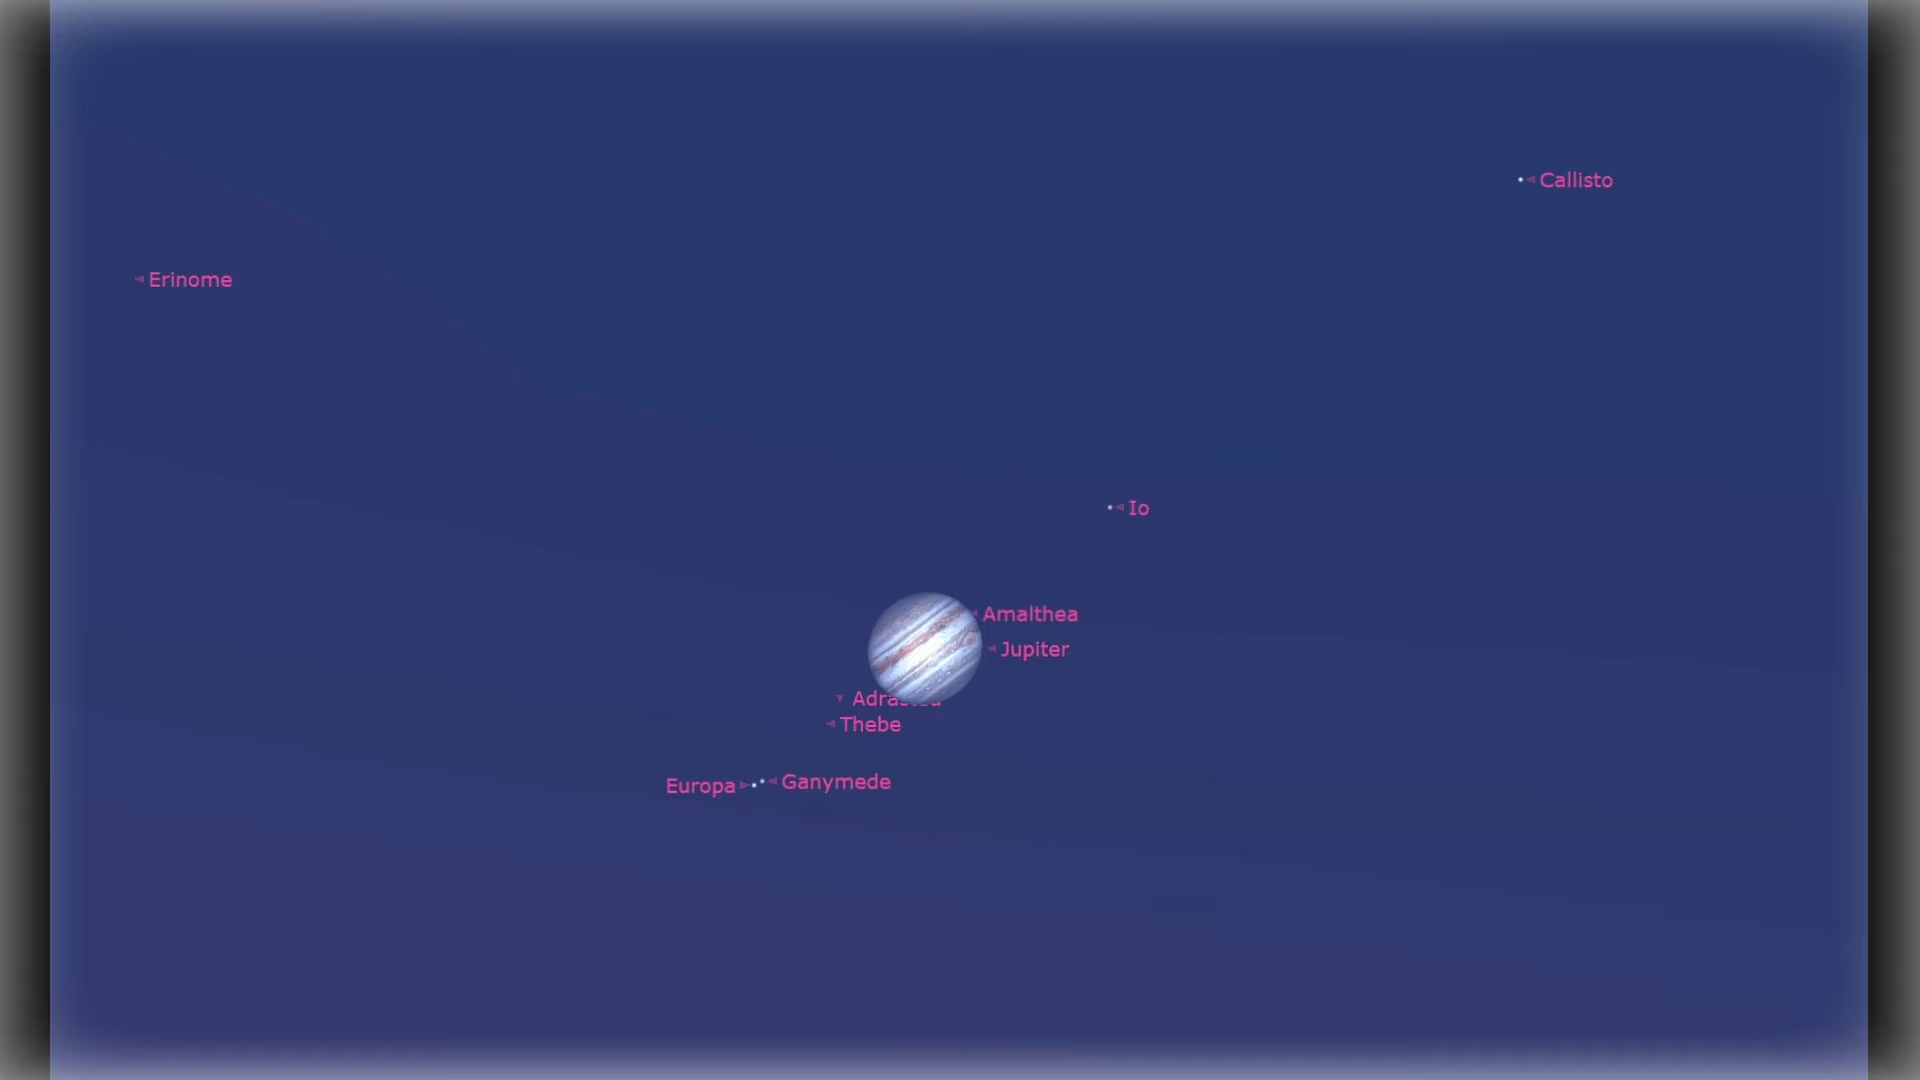 Callisto
Erinome
Io
Amalthea
Jupiter
Thebe
Europa
Ganymede